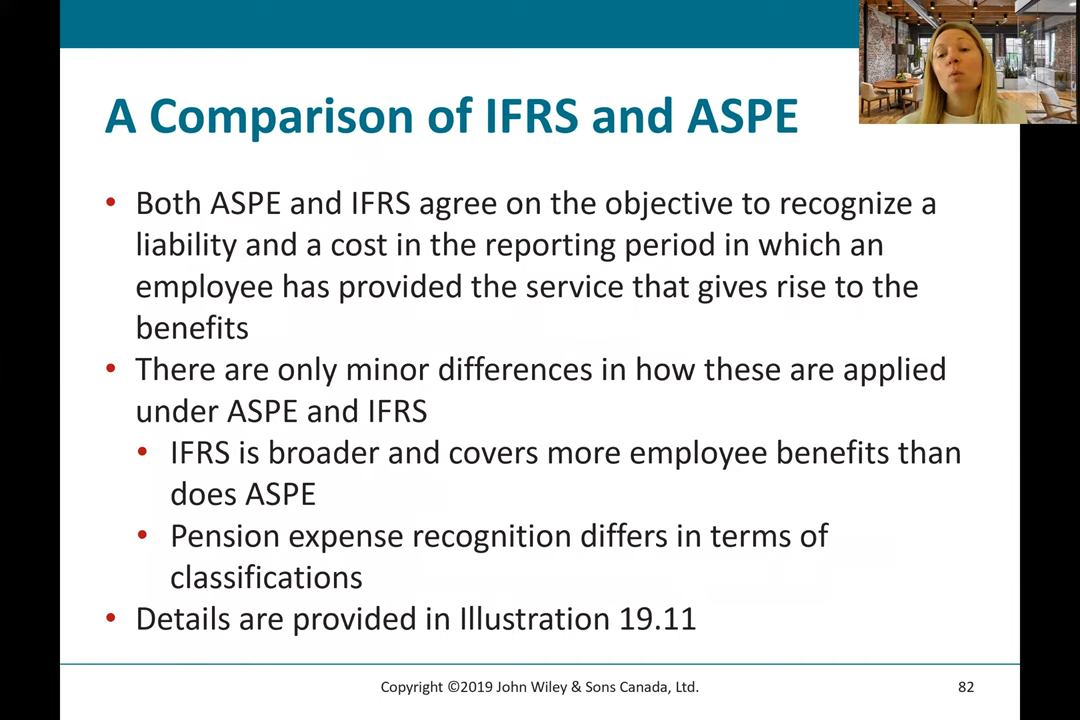 A Comparison of IFRS and ASPE
• Both ASPE and IFRS agree on the objective to recognize a
liability and a cost in the reporting period in which an
employee has provided the service that gives rise to the
benefits
• There are only minor differences in how these are applied
under ASPE and IFRS
• IFRS is broader and covers more employee benefits than
does ASPE
• Pension expense recognition differs in terms of
classifications
• Details are provided in Illustration 19.11
Copyright ©2019 John Wiley & Sons Canada, Ltd.
82